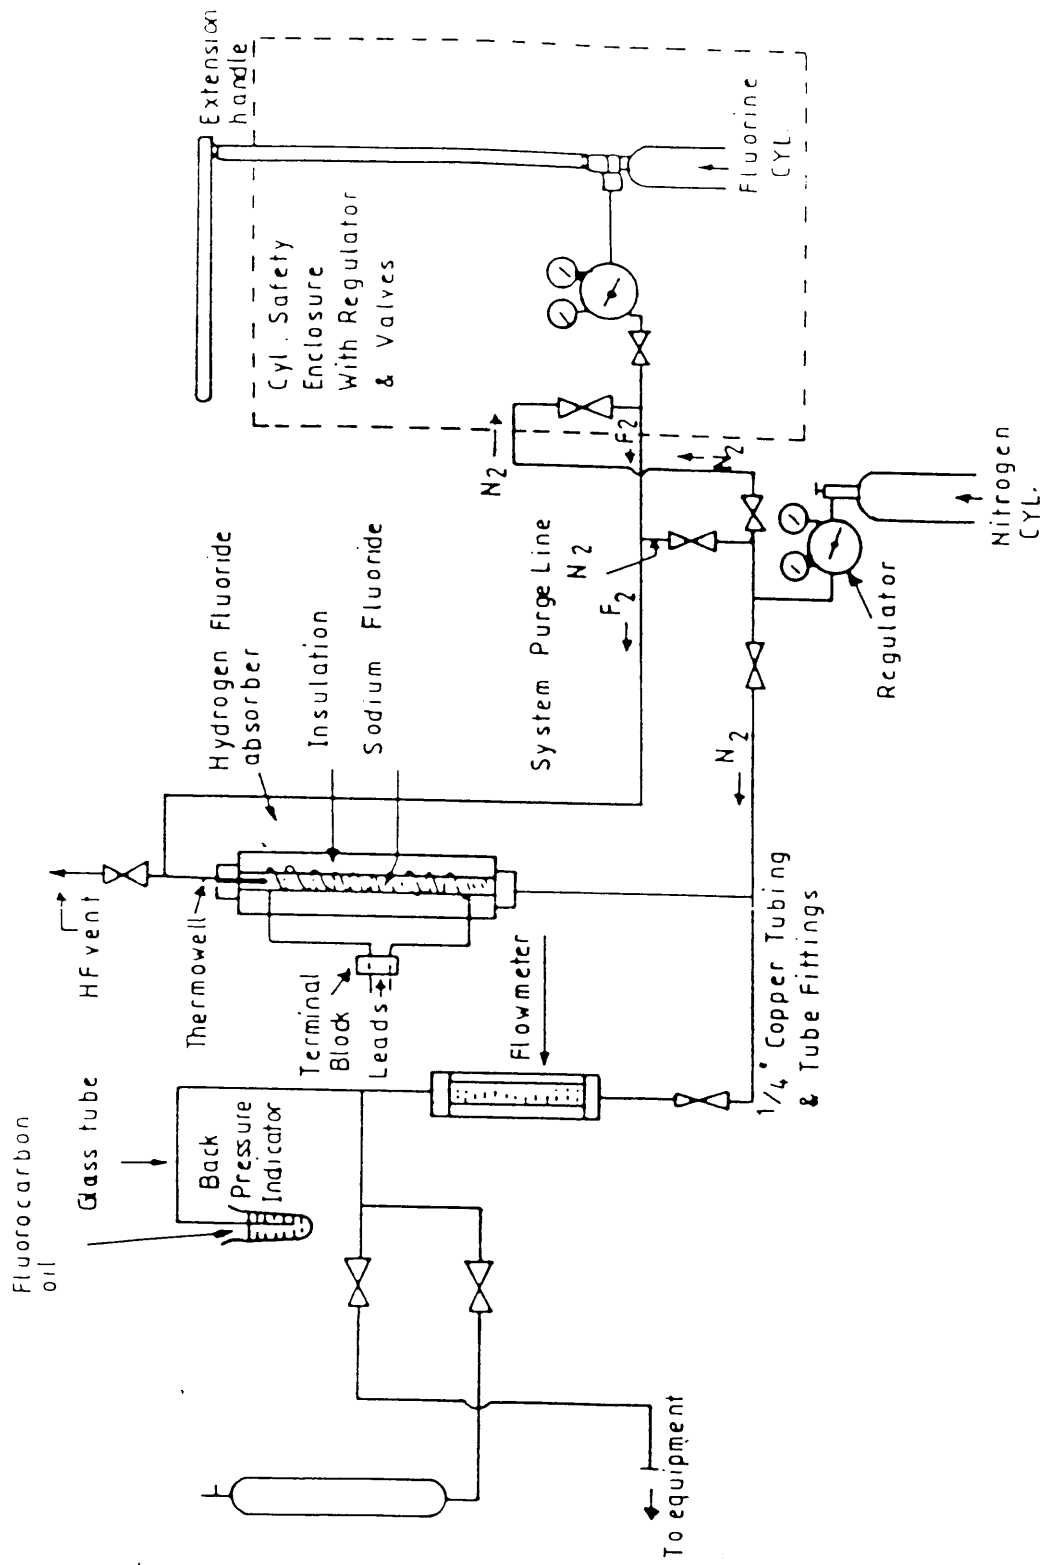 Extension
handle
Cyl. Safety
Enclosure
With Regulator
& Valves
Fluorine
CYL.
N2
F2
N2
Nitrogen
CYL.
Regulator
System Purge Line
N2
F2
N2
Hydrogen Fluoride
absorber
Insulation
Sodium Fluoride
HF vent
Thermowell
Terminal
Block
Leads
Flowmeter
1/4" Copper Tubing
& Tube Fittings
Glass tube
Fluorocarbon
oil
Back
Pressure
Indicator
To equipment